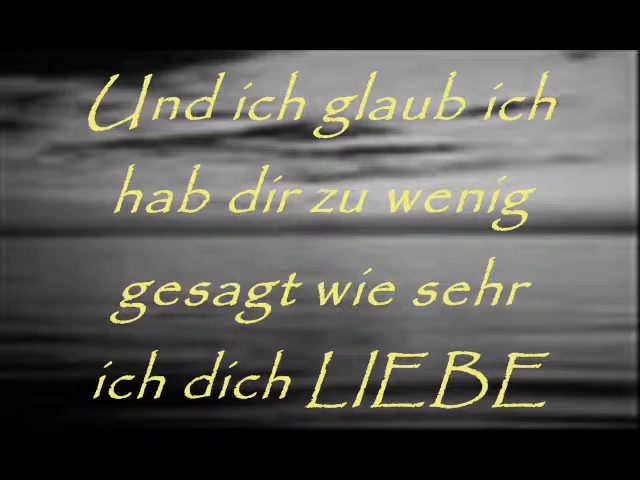 Und ich glaub ich
hab dir zu wenig
gesagt wie sehr
ich dich LIEBE